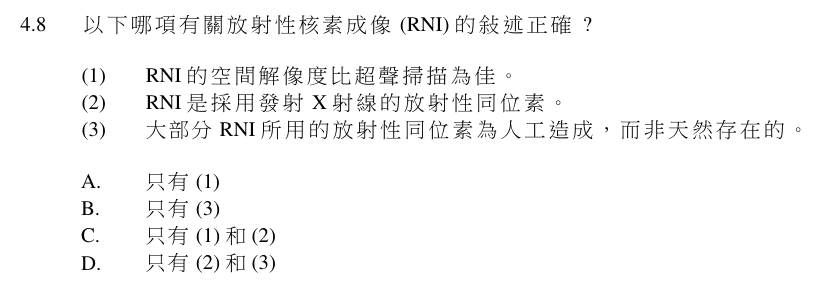 4.8 以下哪項有關放射性核素成像 (RNI) 的敍述正確？
(1) RNI 的空間解像度比超聲掃描為佳。
(2) RNI 是採用發射 X 射線的放射性同位素。
(3) 大部分 RNI 所用的放射性同位素為人工造成，而非天然存在的。
A. 只有 (1)
B. 只有 (3)
C. 只有 (1) 和 (2)
D. 只有 (2) 和 (3)